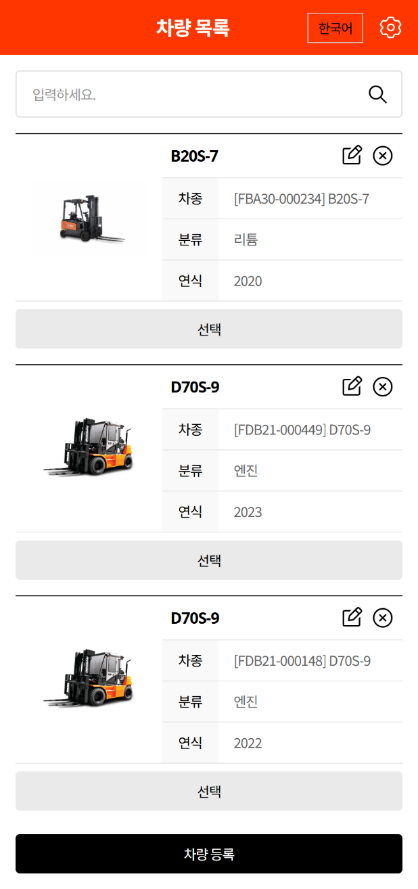 차량 목록
한국어
입력하세요.
B20S-7
차종 [FBA30-000234] B20S-7
분류 리튬
연식 2020
선택
D70S-9
차종 [FDB21-000449] D70S-9
분류 엔진
연식 2023
선택
D70S-9
차종 [FDB21-000148] D70S-9
분류 엔진
연식 2022
선택
차량 등록